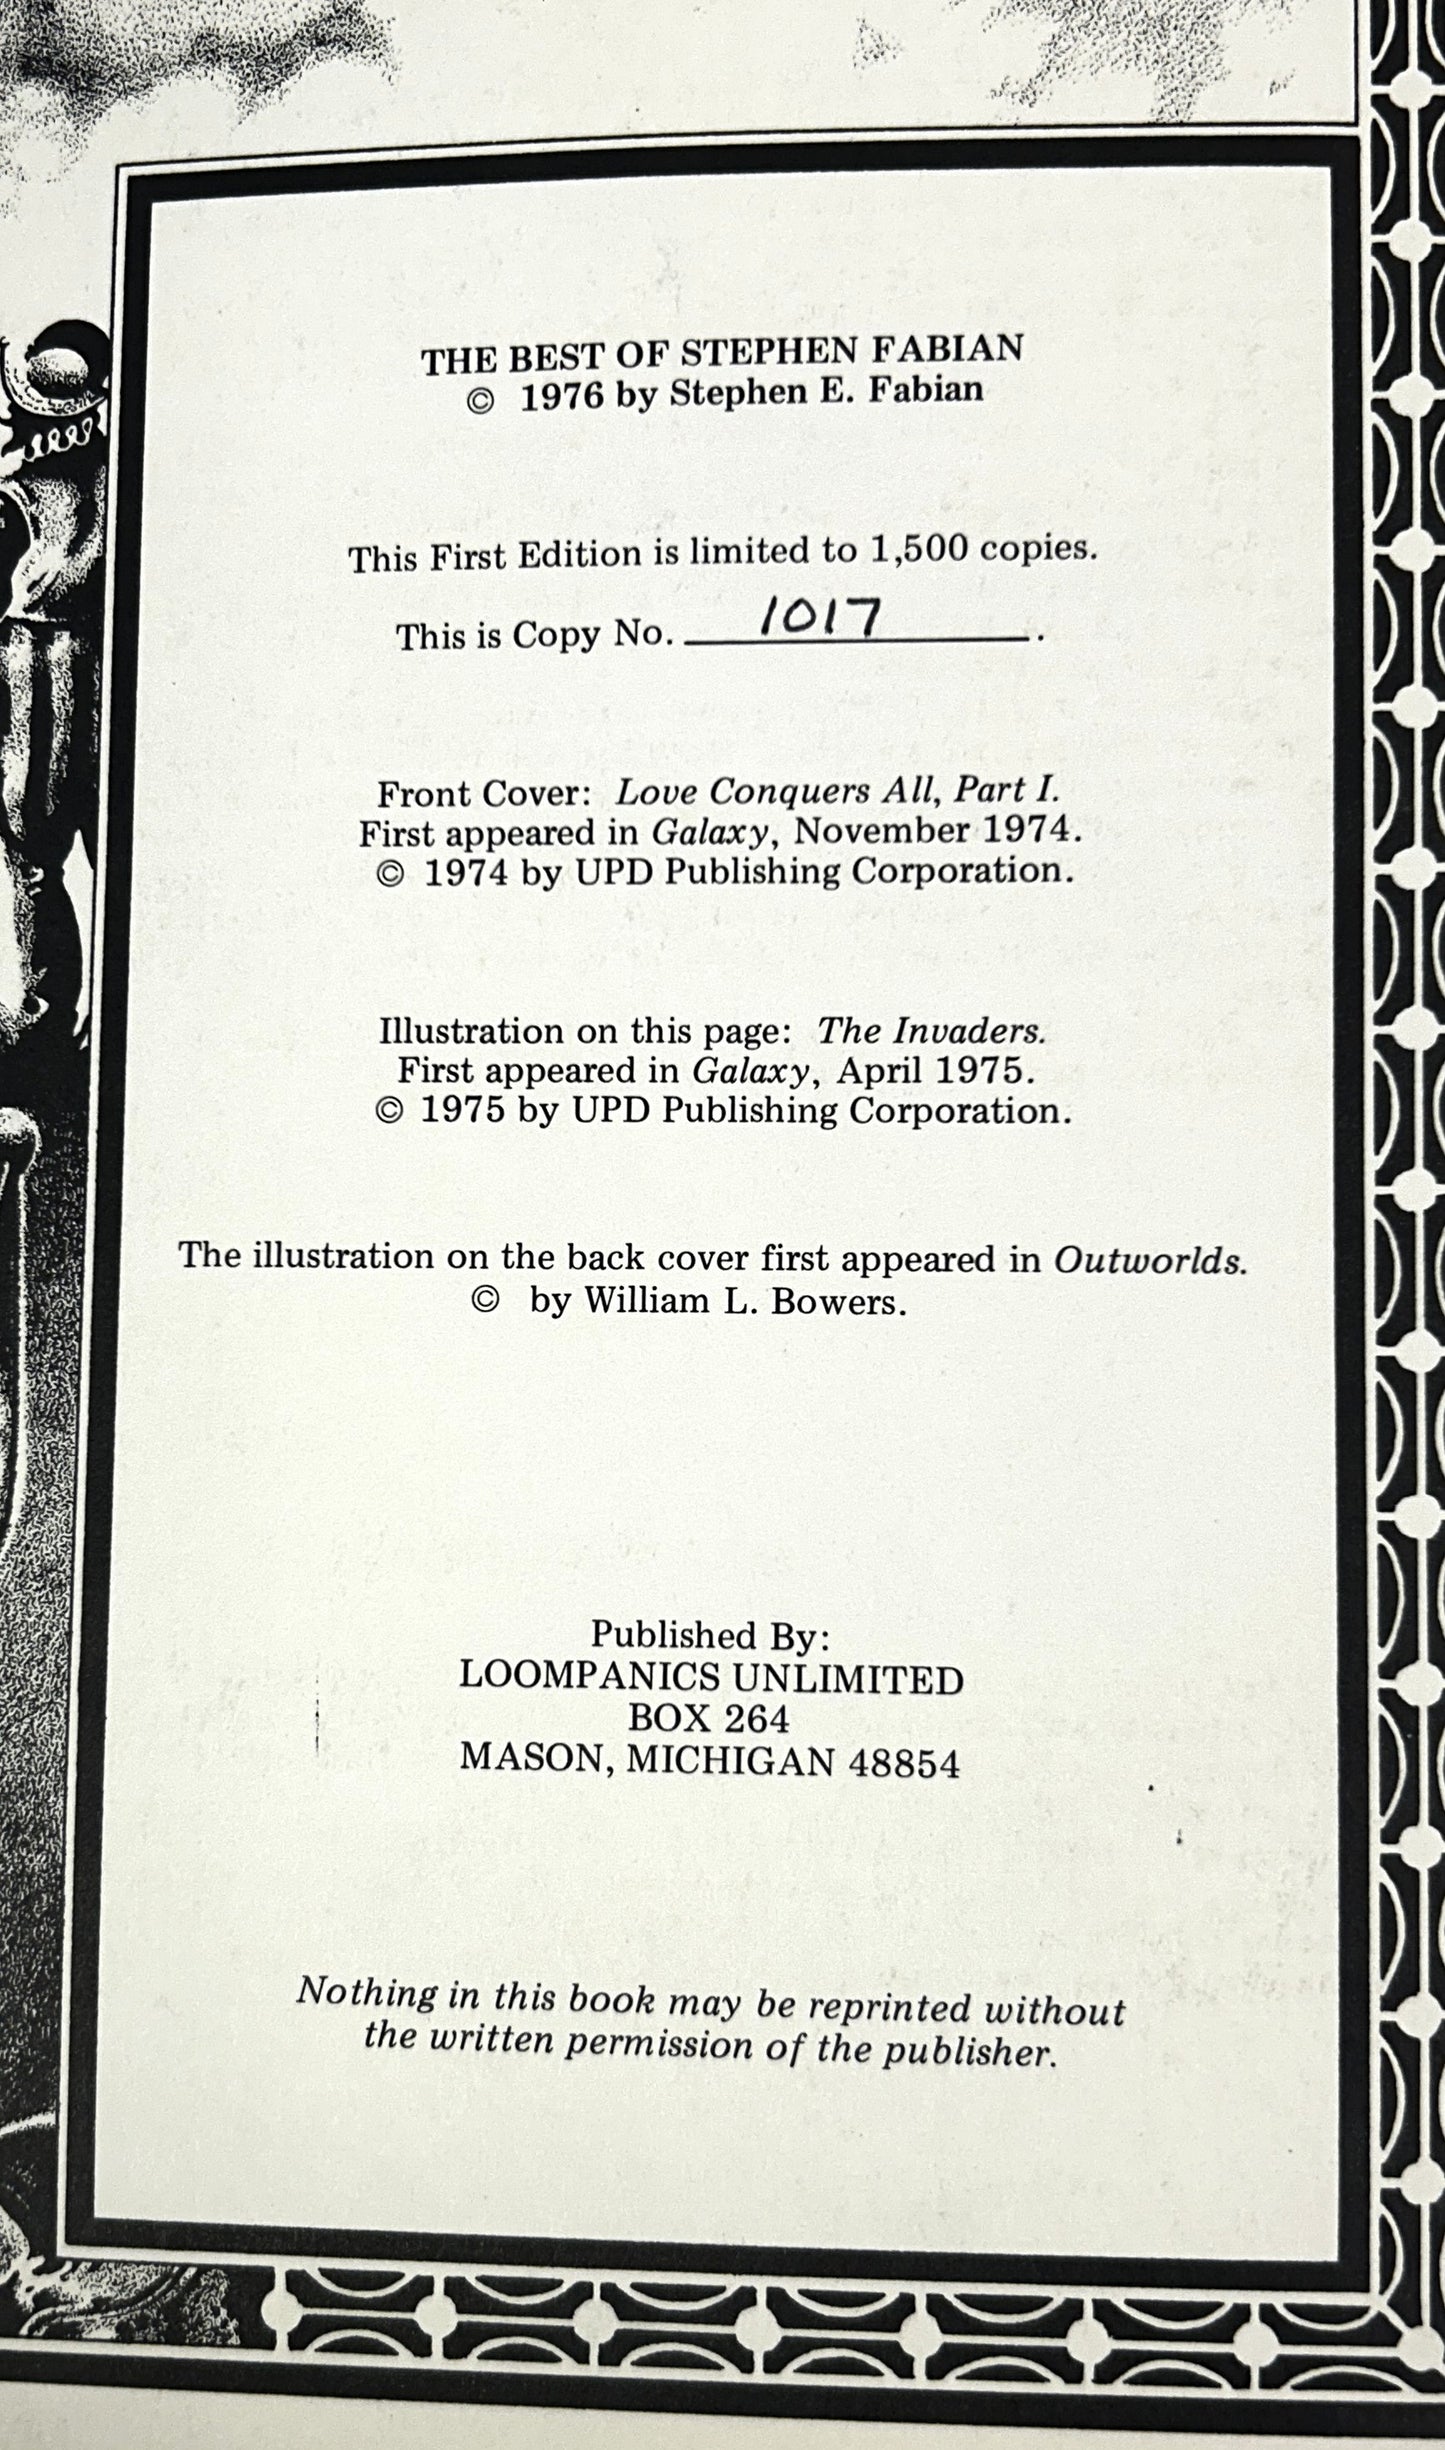 THE BEST OF STEPHEN FABIAN
© 1976 by Stephen E. Fabian
This First Edition is limited to 1,500 copies.
This is Copy No. 1017.
Front Cover: Love Conquers All, Part I.
First appeared in Galaxy, November 1974.
© 1974 by UPD Publishing Corporation.
Illustration on this page: The Invaders.
First appeared in Galaxy, April 1975.
© 1975 by UPD Publishing Corporation.
The illustration on the back cover first appeared in Outworlds.
© by William L. Bowers.
Published By:
LOOMPANICS UNLIMITED
BOX 264
MASON, MICHIGAN 48854
Nothing in this book may be reprinted without
the written permission of the publisher.